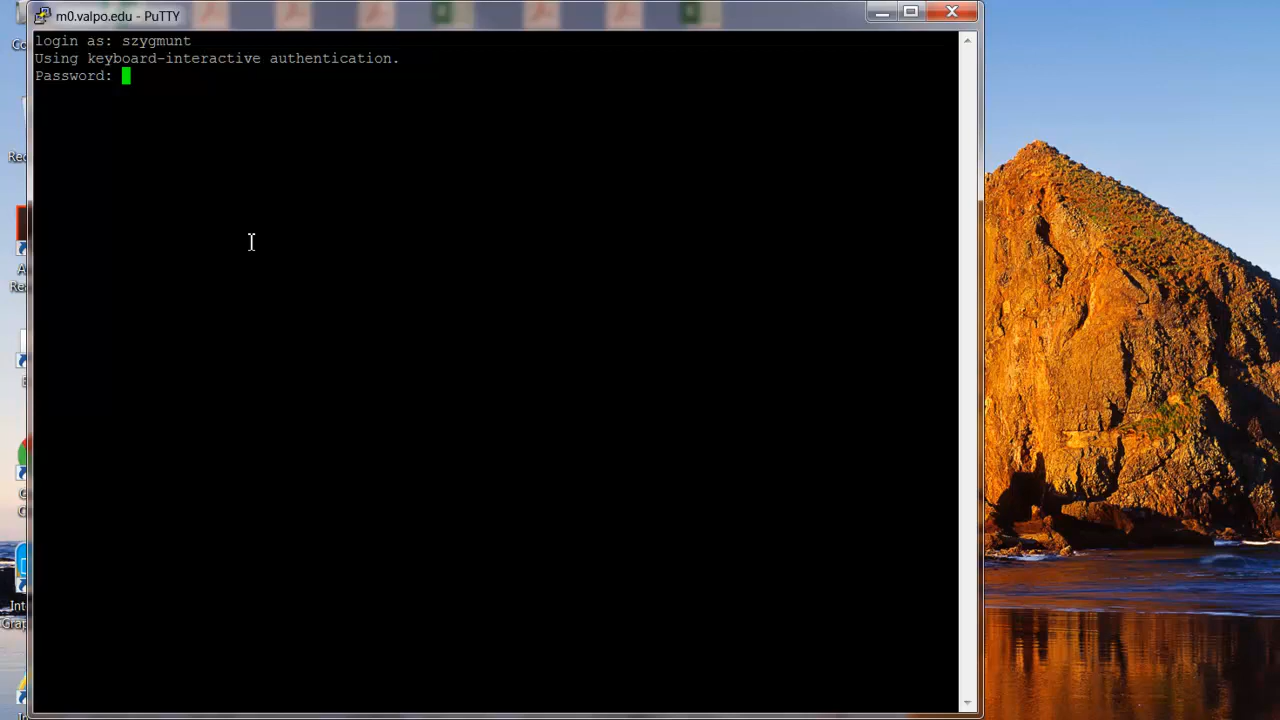 m0.valpo.edu - PuTTY
login as: szygmunt
Using keyboard-interactive authentication.
Password: